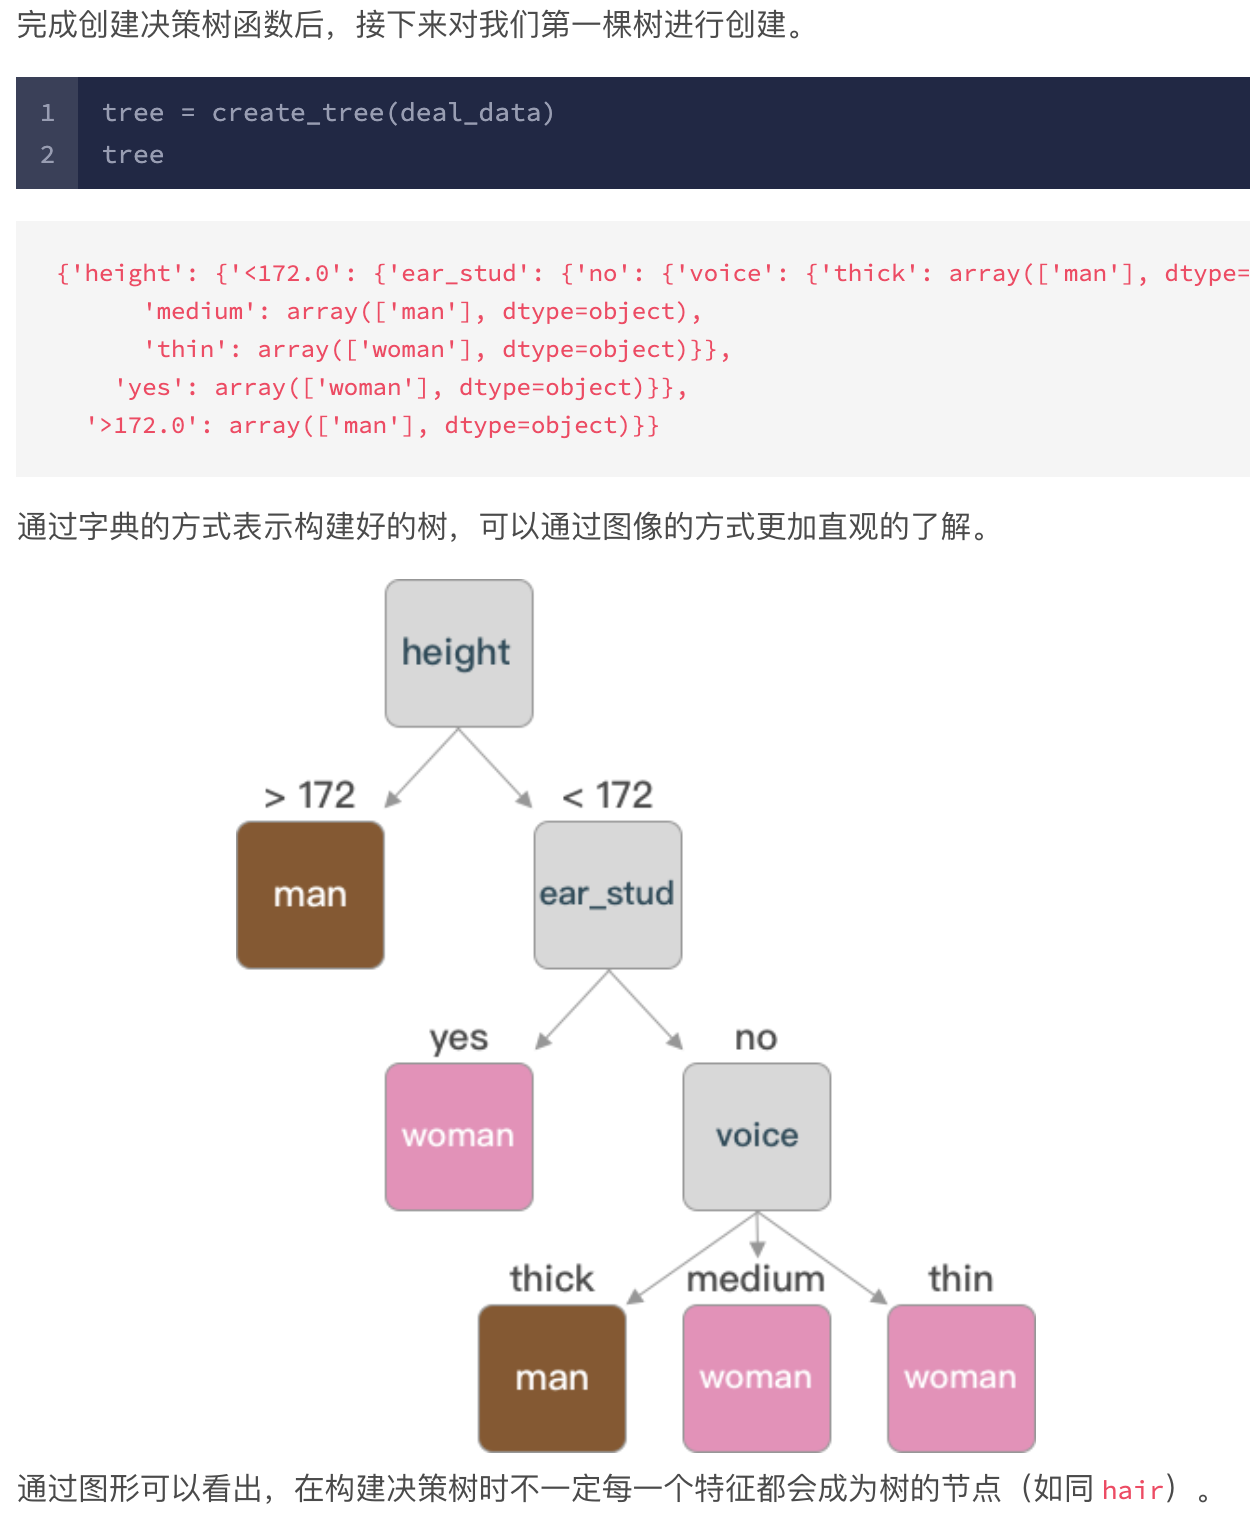 完成创建决策树函数后，接下来对我们第一棵树进行创建。
1 tree = create_tree(deal_data)
2 tree
{'height': {'<172.0': {'ear_stud': {'no': {'voice': {'thick': array(['man'], dtype=
'medium': array(['man'], dtype=object),
'thin': array(['woman'], dtype=object)}},
'yes': array(['woman'], dtype=object)}},
'>172.0': array(['man'], dtype=object)}}
通过字典的方式表示构建好的树，可以通过图像的方式更加直观的了解。
height
> 172 < 172
man ear_stud
yes no
woman voice
thick medium thin
man woman woman
通过图形可以看出，在构建决策树时不一定每一个特征都会成为树的节点（如同 hair）。